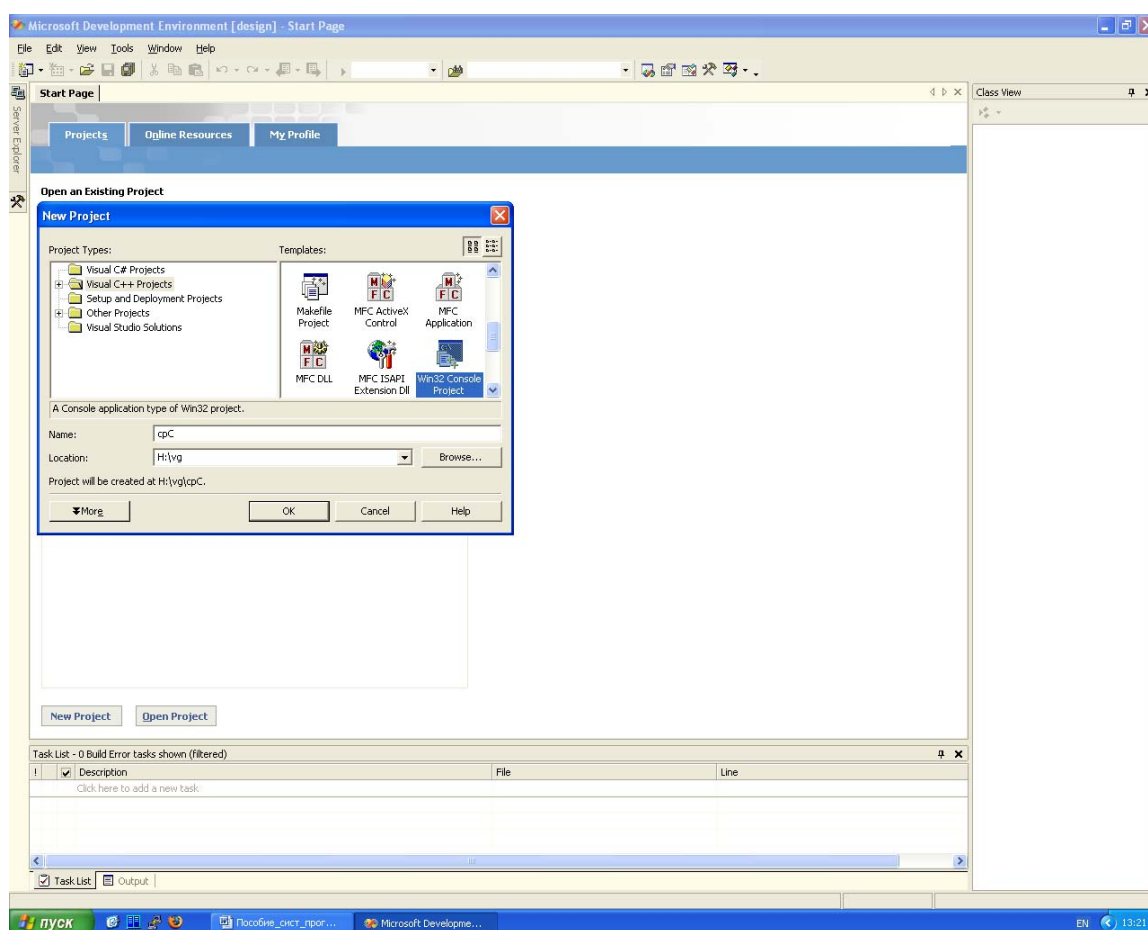 Microsoft Development Environment [design] - Start Page
File Edit View Tools Window Help
Server Explorer
Start Page
Class View
Projects Online Resources My Profile
Open an Existing Project
New Project
Project Types: Templates:
Visual C# Projects
Visual C++ Projects
Setup and Deployment Projects
Other Projects
Visual Studio Solutions
Makefile Project
MFC ActiveX Control
MFC Application
MFC DLL
MFC ISAPI Extension Dll
Win32 Console Project
A Console application type of Win32 project.
Name: cpC
Location: H:\vg Browse...
Project will be created at H:\vg\cpC.
More OK Cancel Help
New Project Open Project
Task List - 0 Build Error tasks shown (filtered)
! Description File Line
Click here to add a new task
Task List Output
пуск Пособие_сист_прог... Microsoft Developme... EN 13:21